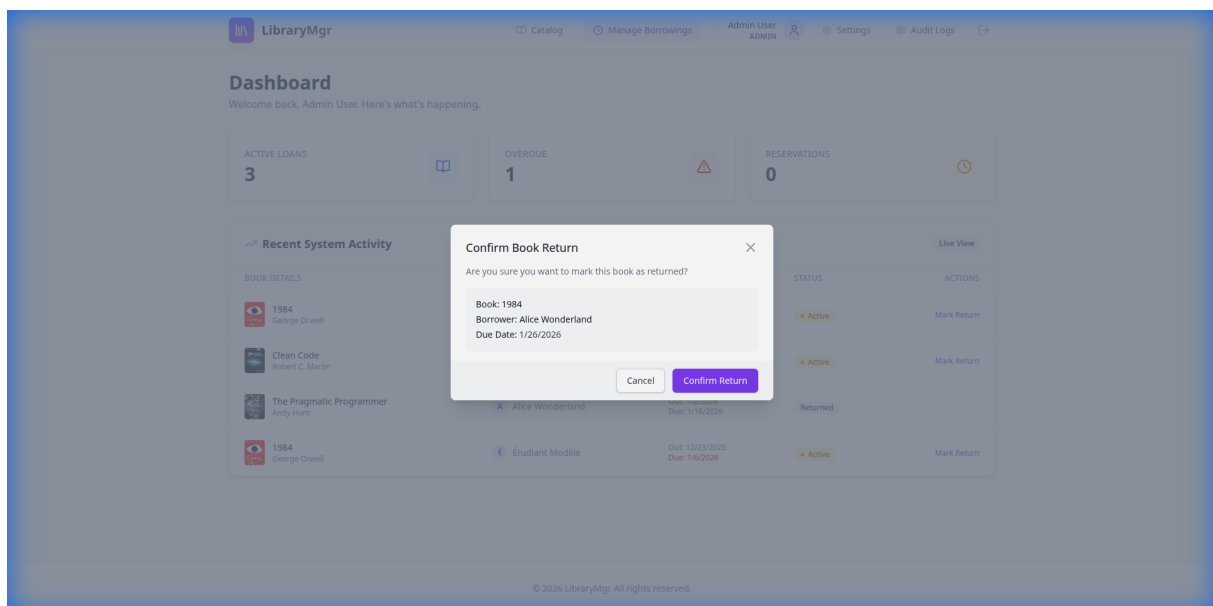 LibraryMgr
Catalog
Manage Borrowings
Admin User
ADMIN
Settings
Audit Logs
Dashboard
Welcome back, Admin User. Here's what's happening.
ACTIVE LOANS
3
OVERDUE
1
RESERVATIONS
0
Recent System Activity
Live View
BOOK DETAILS
STATUS
ACTIONS
1984
George Orwell
Active
Mark Return
Clean Code
Robert C. Martin
Active
Mark Return
The Pragmatic Programmer
Andy Hunt
A Alice Wonderland
Due: 1/16/2026
Returned
1984
George Orwell
Étudiant Modèle
Out: 12/23/2025
Due: 1/6/2026
Active
Mark Return
Confirm Book Return
Are you sure you want to mark this book as returned?
Book: 1984
Borrower: Alice Wonderland
Due Date: 1/26/2026
Cancel
Confirm Return
© 2026 LibraryMgr. All rights reserved.